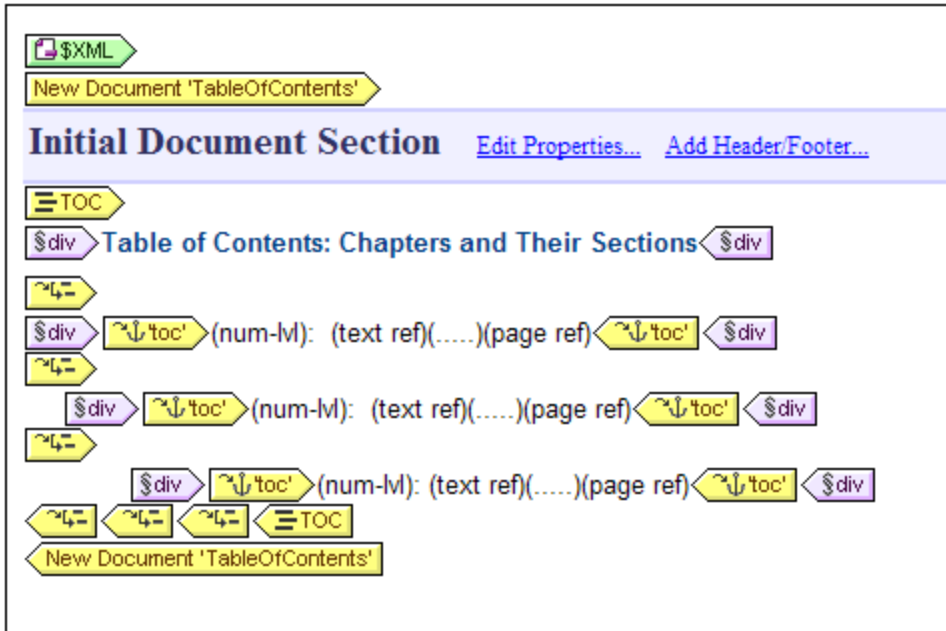 $XML
New Document 'TableOfContents'
Initial Document Section Edit Properties... Add Header/Footer...
TOC
§div Table of Contents: Chapters and Their Sections §div
§div 'toc' (num-lvl): (text ref)(.....)(page ref) 'toc' §div
§div 'toc' (num-lvl): (text ref)(.....)(page ref) 'toc' §div
§div 'toc' (num-lvl): (text ref)(.....)(page ref) 'toc' §div
TOC
New Document 'TableOfContents'